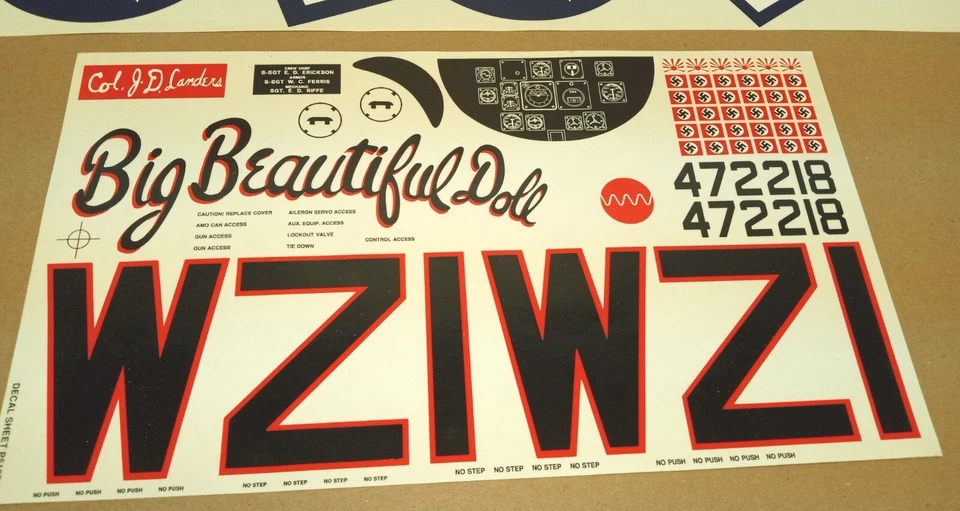 Col. J. D. Landers
CREW CHIEF
S-SGT E. D. ERICKSON
ARMOR
S-SGT W. C. FERRIS
MECHANIC
SGT. E. D. RIFFE
Big Beautiful Doll
472218
472218
CAUTION! REPLACE COVER
AMO CAN ACCESS
GUN ACCESS
GUN ACCESS
AILERON SERVO ACCESS
AUX. EQUIP. ACCESS
LOCKOUT VALVE
TIE DOWN
CONTROL ACCESS
WZIWZI
NO PUSH NO PUSH NO PUSH NO PUSH
NO STEP NO STEP NO STEP NO STEP
NO STEP NO STEP NO STEP NO STEP
NO PUSH NO PUSH NO PUSH NO PUSH
DECAL SHEET